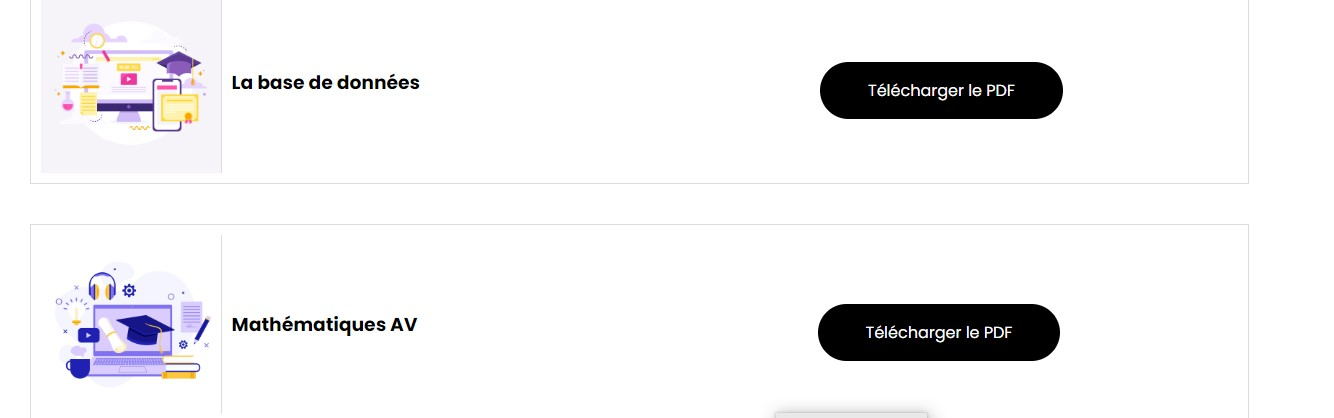 La base de données
Télécharger le PDF
Mathématiques AV
Télécharger le PDF